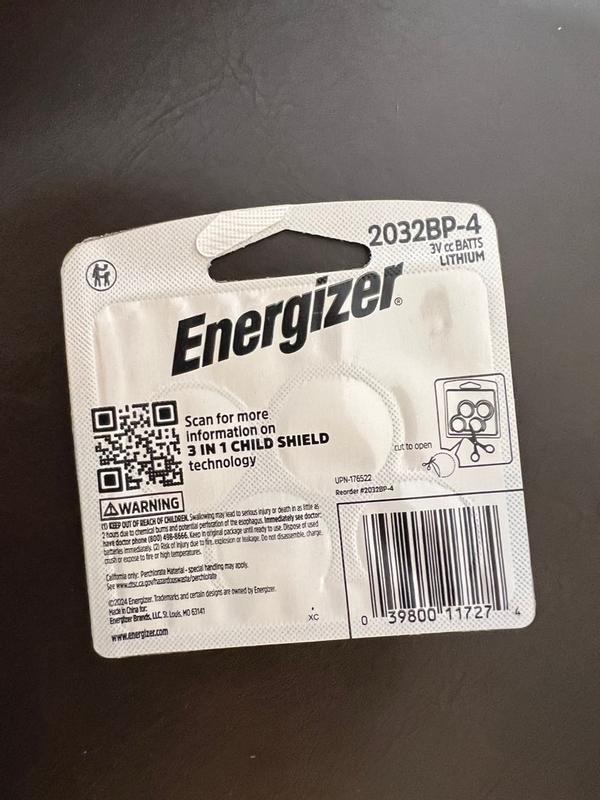 2032BP-4
3V cc BATTS
LITHIUM
Energizer®
Scan for more
information on
3 IN 1 CHILD SHIELD
technology
cut to open
UPN-176522
Reorder #2032BP-4
⚠WARNING
(1) KEEP OUT OF REACH OF CHILDREN. Swallowing may lead to serious injury or death in as little as
2 hours due to chemical burns and potential perforation of the esophagus. Immediately see doctor;
have doctor phone (800) 498-8666. Keep in original package until ready to use. Dispose of used
batteries immediately. (2) Risk of injury due to fire, explosion or leakage. Do not disassemble, charge,
crush or expose to fire or high temperatures.
California only: Perchlorate Material - special handling may apply.
See www.dtsc.ca.gov/hazardouswaste/perchlorate
©2024 Energizer. Trademarks and certain designs are owned by Energizer.
Made in China for:
Energizer Brands, LLC, St. Louis, MO 63141
www.energizer.com
XC
0 39800 11727 4